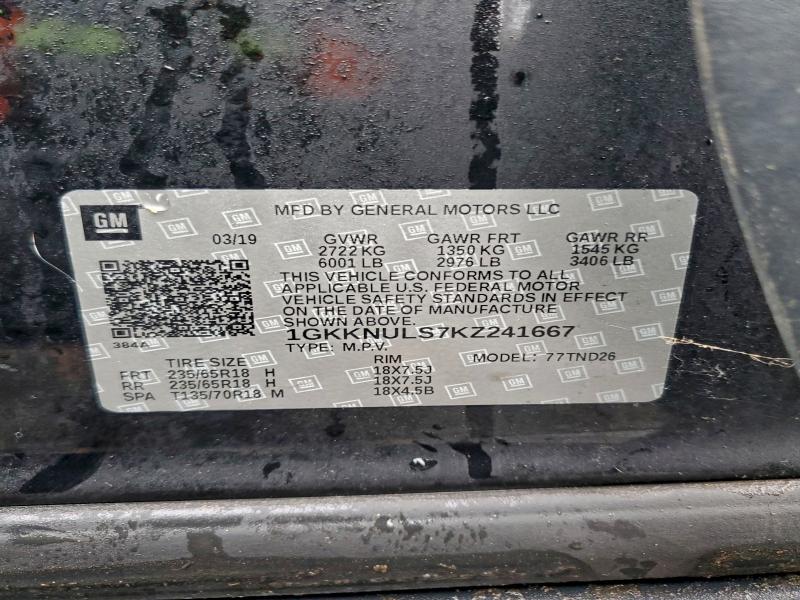 GM MFD BY GENERAL MOTORS LLC
03/19 GVWR GAWR FRT GAWR RR
2722 KG 1350 KG 1545 KG
6001 LB 2976 LB 3406 LB
THIS VEHICLE CONFORMS TO ALL
APPLICABLE U.S. FEDERAL MOTOR
VEHICLE SAFETY STANDARDS IN EFFECT
ON THE DATE OF MANUFACTURE
SHOWN ABOVE.
1GKKNULS7KZ241667
384A TYPE: M.P.V. MODEL: 77TND26
TIRE SIZE RIM
FRT 235/65R18 H 18X7.5J
RR 235/65R18 H 18X7.5J
SPA T135/70R18 M 18X4.5B